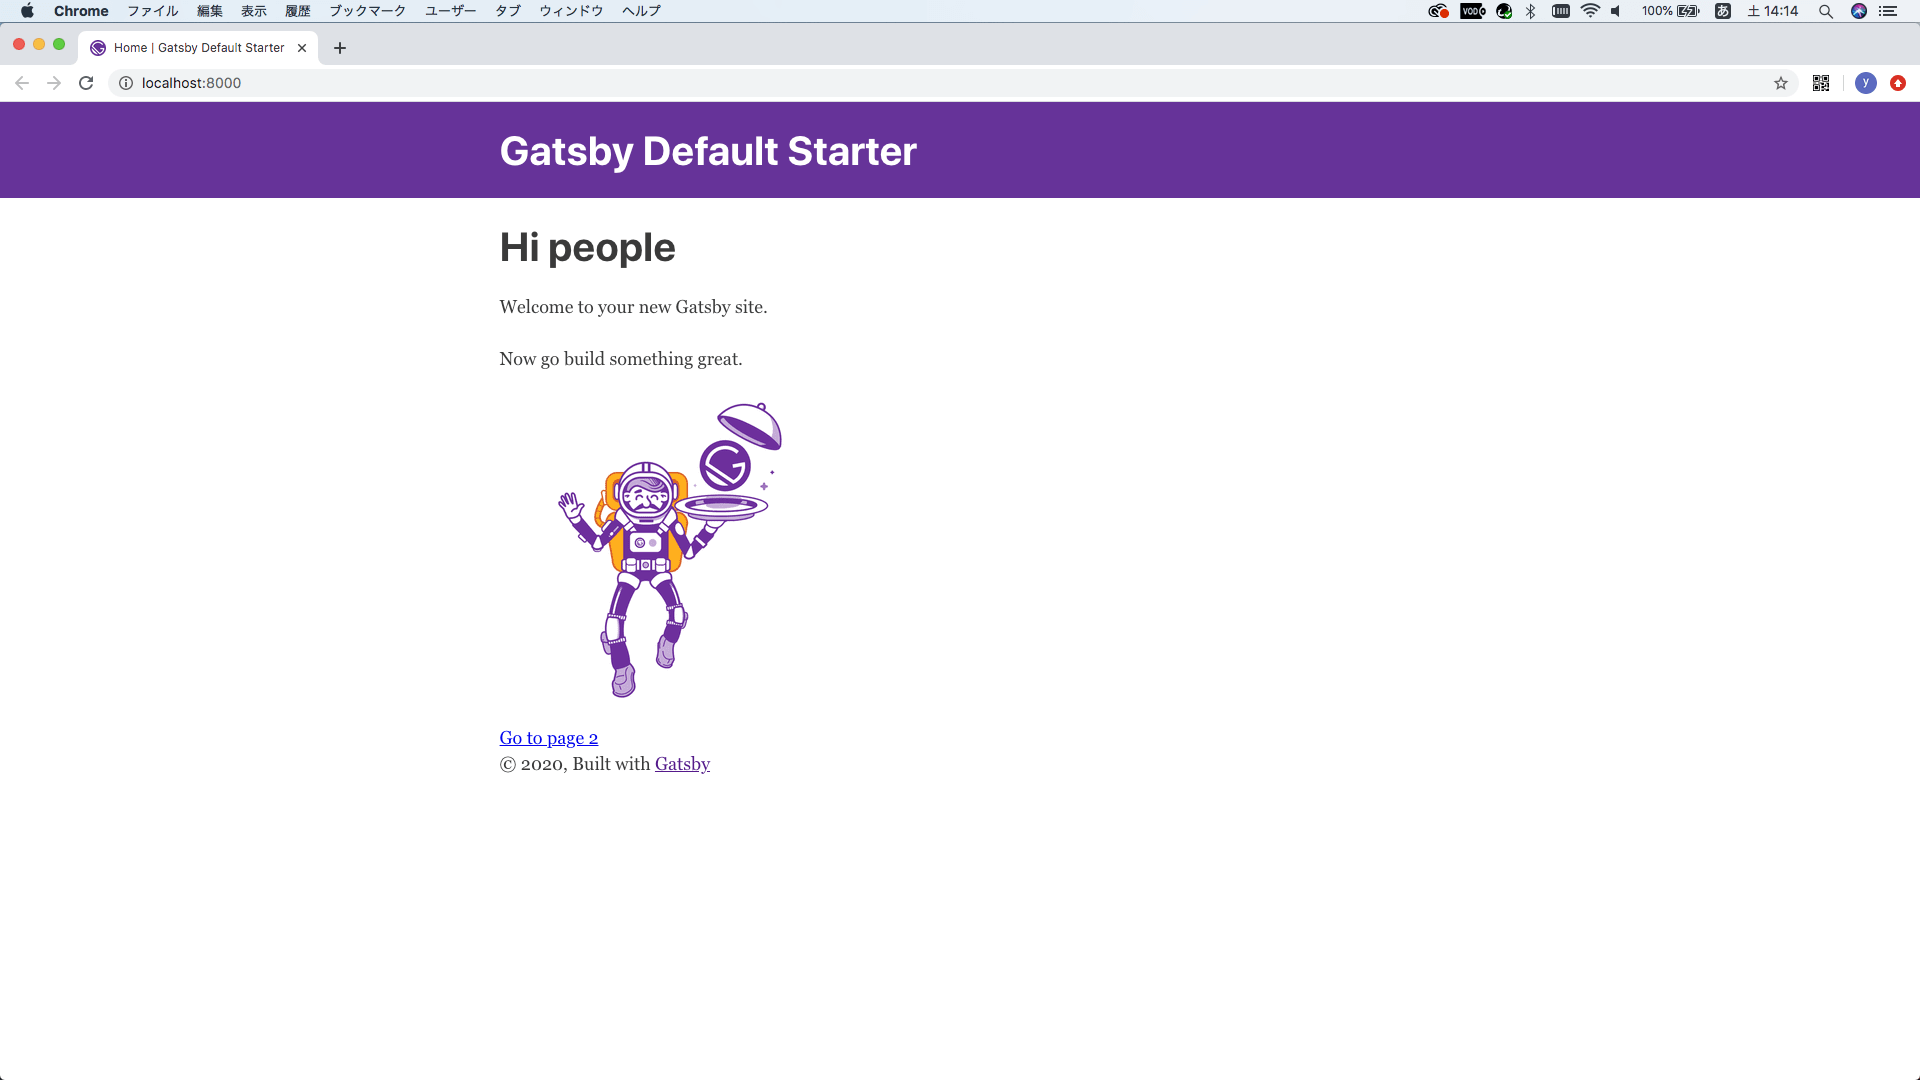 Chrome ファイル 編集 表示 履歴 ブックマーク ユーザー タブ ウィンドウ ヘルプ VOD 100% あ 土 14:14
Home | Gatsby Default Starter
localhost:8000 y
Gatsby Default Starter
Hi people
Welcome to your new Gatsby site.
Now go build something great.
Go to page 2
© 2020, Built with Gatsby